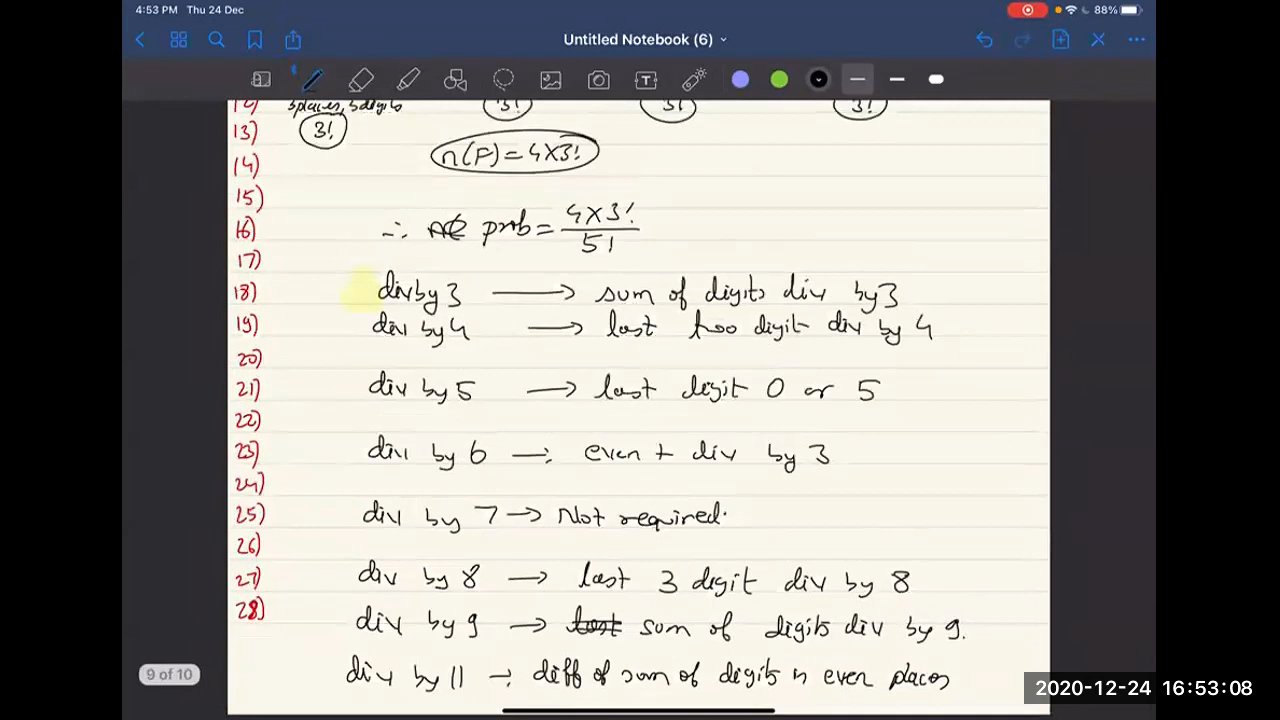 4:53 PM Thu 24 Dec
88%
Untitled Notebook (6)
3places, 3digits
3!
3!
3!
13)
3!
14)
n(F) = 4×3!
15)
16)
∴ prob = 4×3! / 5!
17)
18) div by 3 → sum of digits div by 3
19) div by 4 → last two digit div by 4
20)
21) div by 5 → last digit 0 or 5
22)
23) div by 6 → even + div by 3
24)
25) div by 7 → Not required.
26)
27) div by 8 → last 3 digit div by 8
28) div by 9 → sum of digits div by 9.
div by 11 → diff of sum of digits in even places
9 of 10
2020-12-24 16:53:08